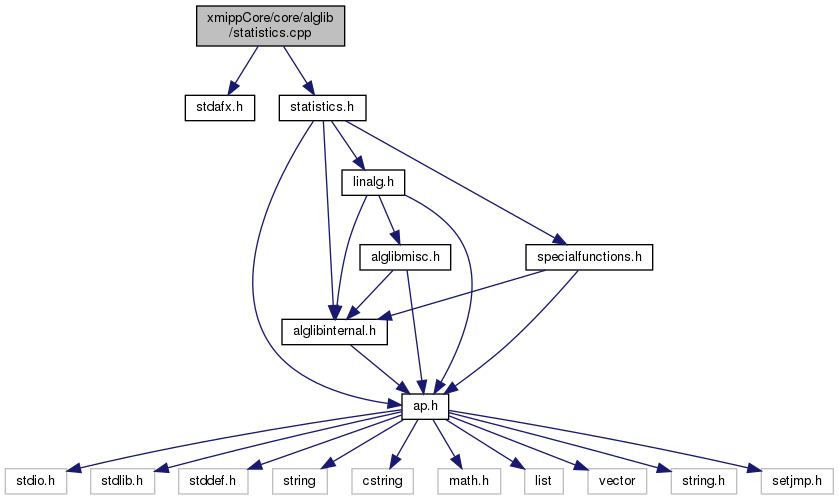 xmippCore/core/alglib
/statistics.cpp
stdafx.h
statistics.h
linalg.h
alglibmisc.h
specialfunctions.h
alglibinternal.h
ap.h
stdio.h
stdlib.h
stddef.h
string
cstring
math.h
list
vector
string.h
setjmp.h